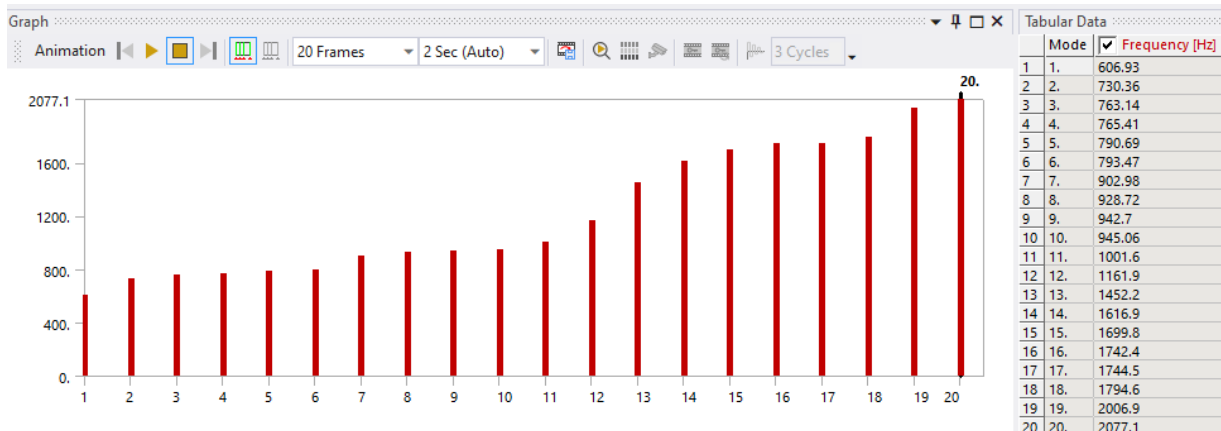 Graph
Animation 20 Frames 2 Sec (Auto) 3 Cycles
20.
2077.1
1600.
1200.
800.
400.
0.
1 2 3 4 5 6 7 8 9 10 11 12 13 14 15 16 17 18 19 20
Tabular Data
Mode Frequency [Hz]
1 1. 606.93
2 2. 730.36
3 3. 763.14
4 4. 765.41
5 5. 790.69
6 6. 793.47
7 7. 902.98
8 8. 928.72
9 9. 942.7
10 10. 945.06
11 11. 1001.6
12 12. 1161.9
13 13. 1452.2
14 14. 1616.9
15 15. 1699.8
16 16. 1742.4
17 17. 1744.5
18 18. 1794.6
19 19. 2006.9
20 20. 2077.1